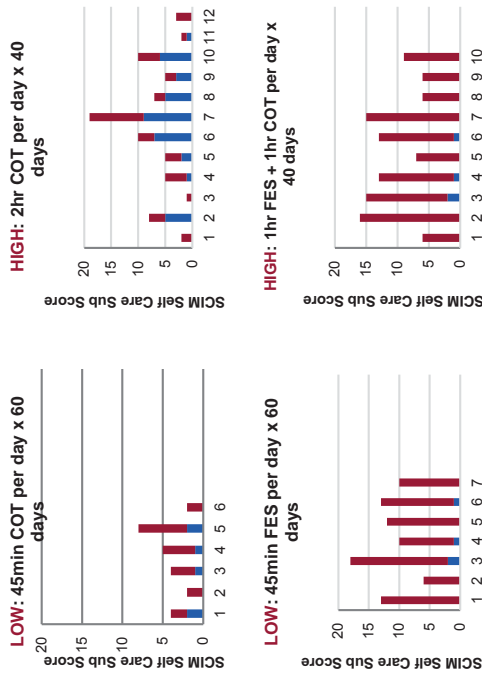 LOW: 45min COT per day x 60
days
SCIM Self Care Sub Score
20
15
10
5
0
1 2 3 4 5 6
HIGH: 2hr COT per day x 40
days
SCIM Self Care Sub Score
20
15
10
5
0
1 2 3 4 5 6 7 8 9 10 11 12
LOW: 45min FES per day x 60
days
SCIM Self Care Sub Score
20
15
10
5
0
1 2 3 4 5 6 7
HIGH: 1hr FES + 1hr COT per day x
40 days
SCIM Self Care Sub Score
20
15
10
5
0
1 2 3 4 5 6 7 8 9 10